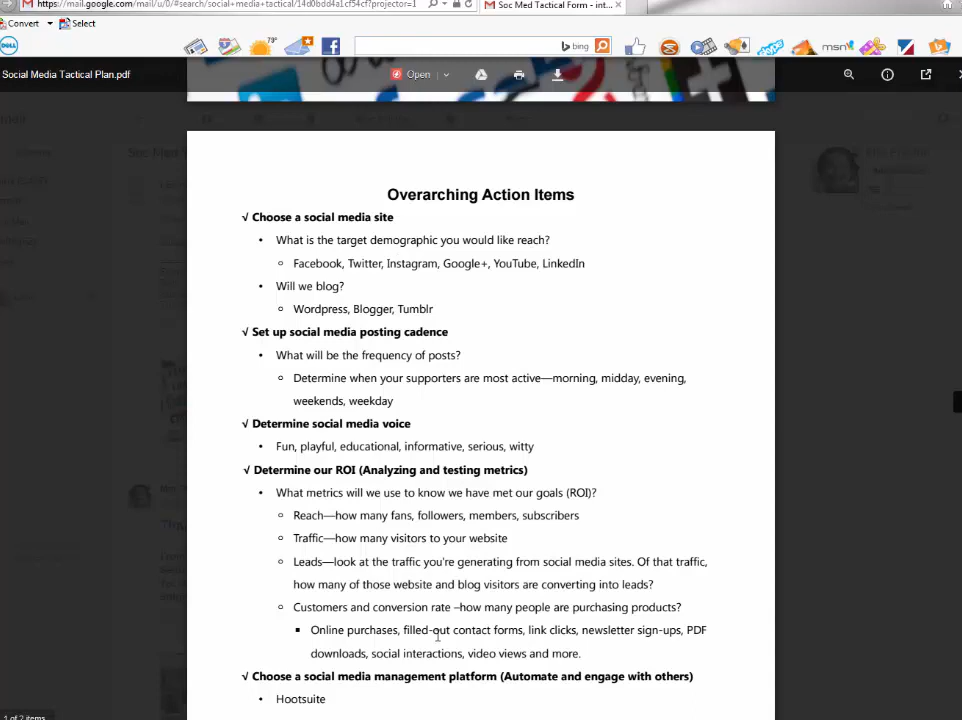 https://mail.google.com/mail/u/0/#search/social+media+tactical/14d0bdd4a1cf54cf?projector=1
Soc Med Tactical Form - int...
Convert
Select
DELL
79°
bing
skype
msn
Social Media Tactical Plan.pdf
Open
Overarching Action Items
√ Choose a social media site
• What is the target demographic you would like reach?
○ Facebook, Twitter, Instagram, Google+, YouTube, LinkedIn
• Will we blog?
○ Wordpress, Blogger, Tumblr
√ Set up social media posting cadence
• What will be the frequency of posts?
○ Determine when your supporters are most active—morning, midday, evening,
weekends, weekday
√ Determine social media voice
• Fun, playful, educational, informative, serious, witty
√ Determine our ROI (Analyzing and testing metrics)
• What metrics will we use to know we have met our goals (ROI)?
○ Reach—how many fans, followers, members, subscribers
○ Traffic—how many visitors to your website
○ Leads—look at the traffic you're generating from social media sites. Of that traffic,
how many of those website and blog visitors are converting into leads?
○ Customers and conversion rate –how many people are purchasing products?
▪ Online purchases, filled-out contact forms, link clicks, newsletter sign-ups, PDF
downloads, social interactions, video views and more.
√ Choose a social media management platform (Automate and engage with others)
• Hootsuite
1 of 2 items